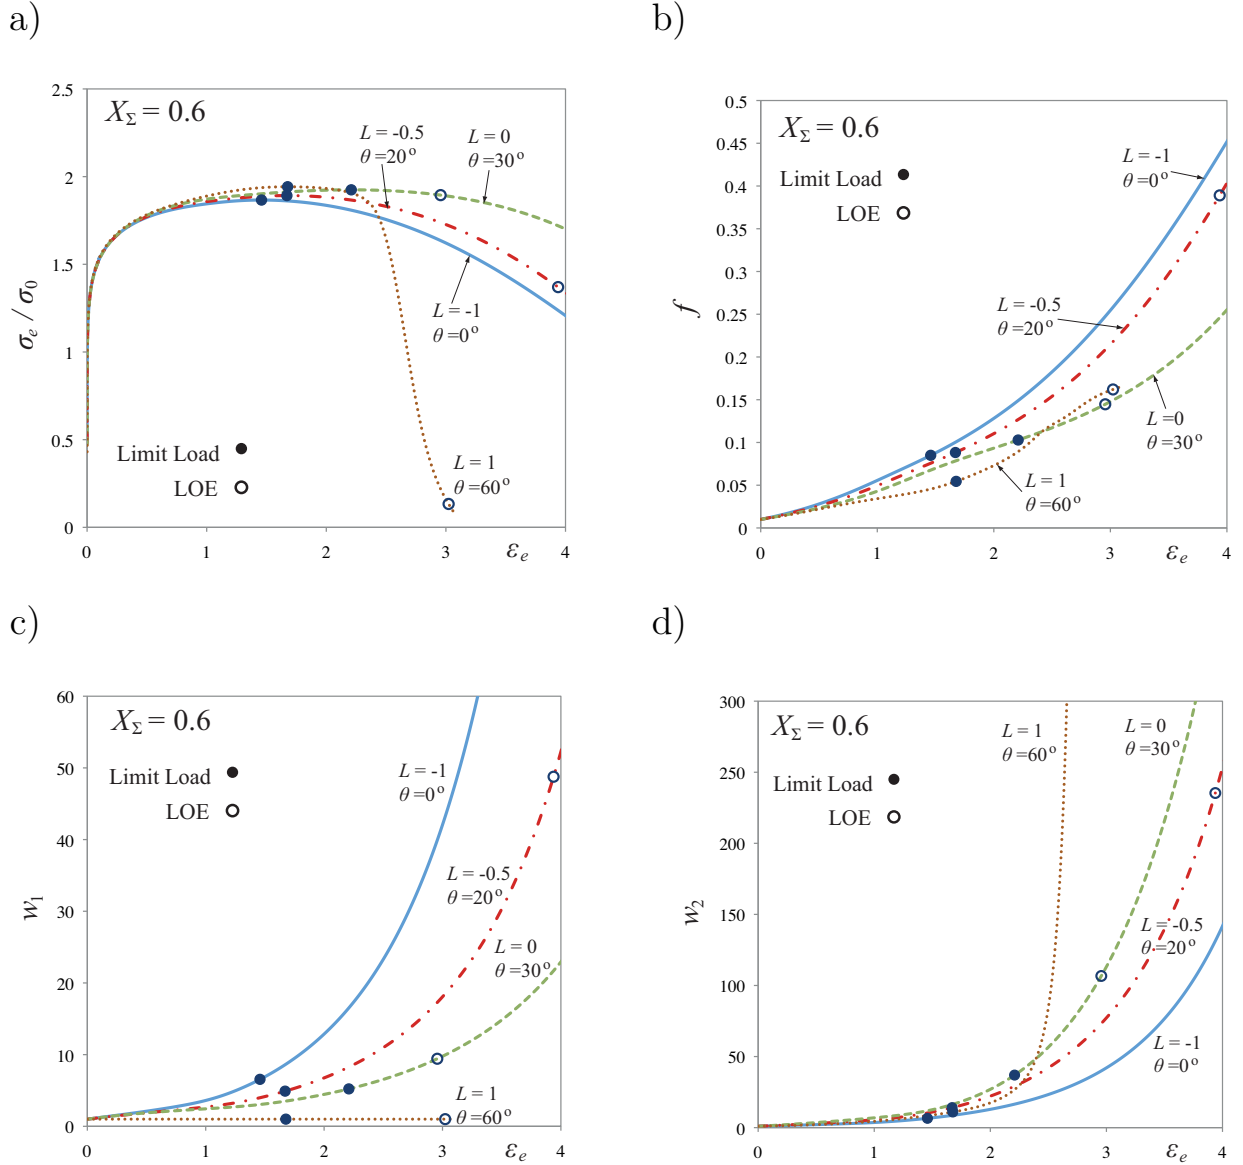 a)
X_Σ = 0.6
2.5
2
1.5
1
0.5
0
σ_e / σ_0
L = -0.5
θ = 20°
L = 0
θ = 30°
L = -1
θ = 0°
L = 1
θ = 60°
Limit Load
LOE
0 1 2 3 4
ε_e
b)
X_Σ = 0.6
0.5
0.45
0.4
0.35
0.3
0.25
0.2
0.15
0.1
0.05
0
f
Limit Load
LOE
L = -1
θ = 0°
L = -0.5
θ = 20°
L = 0
θ = 30°
L = 1
θ = 60°
0 1 2 3 4
ε_e
c)
X_Σ = 0.6
60
50
40
30
20
10
0
w_1
Limit Load
LOE
L = -1
θ = 0°
L = -0.5
θ = 20°
L = 0
θ = 30°
L = 1
θ = 60°
0 1 2 3 4
ε_e
d)
X_Σ = 0.6
300
250
200
150
100
50
0
w_2
Limit Load
LOE
L = 1
θ = 60°
L = 0
θ = 30°
L = -0.5
θ = 20°
L = -1
θ = 0°
0 1 2 3 4
ε_e